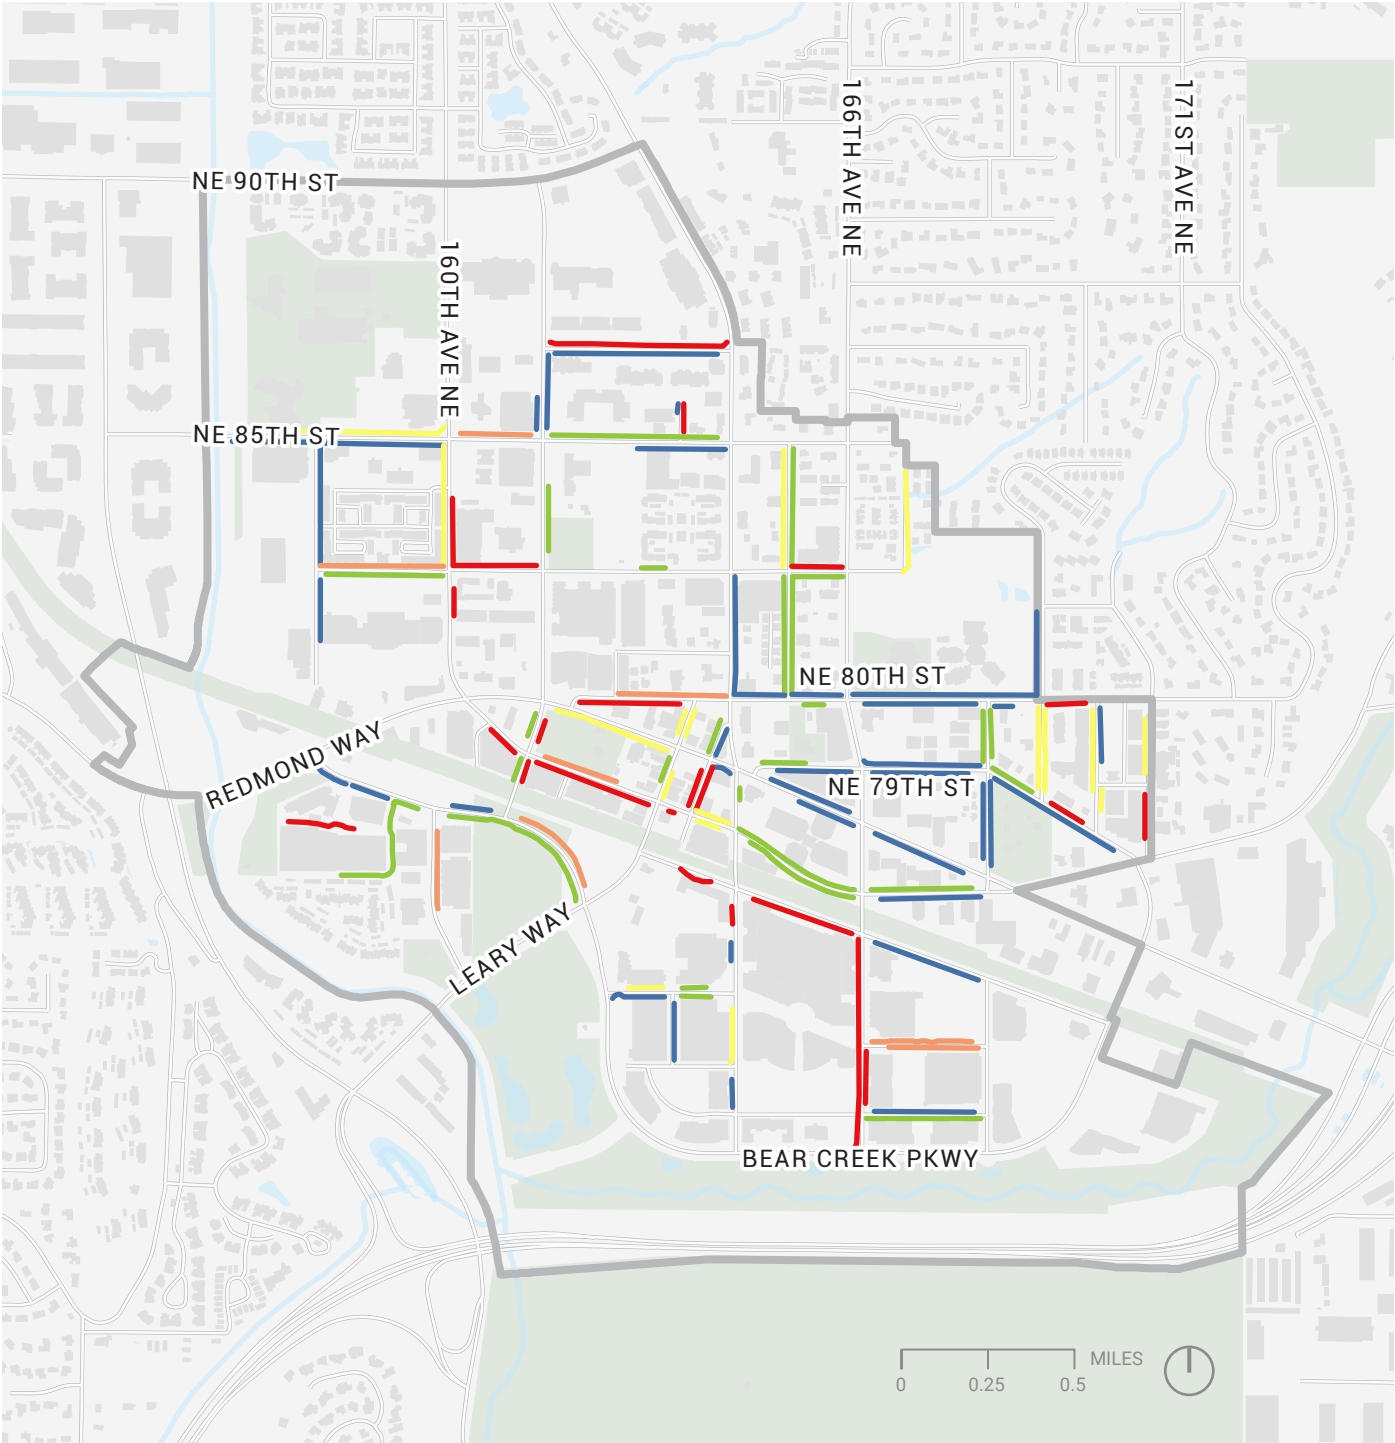 166TH AVE NE
171ST AVE NE
NE 90TH ST
160TH AVE NE
NE 85TH ST
NE 80TH ST
REDMOND WAY
NE 79TH ST
LEARY WAY
BEAR CREEK PKWY
MILES
0
0.25
0.5